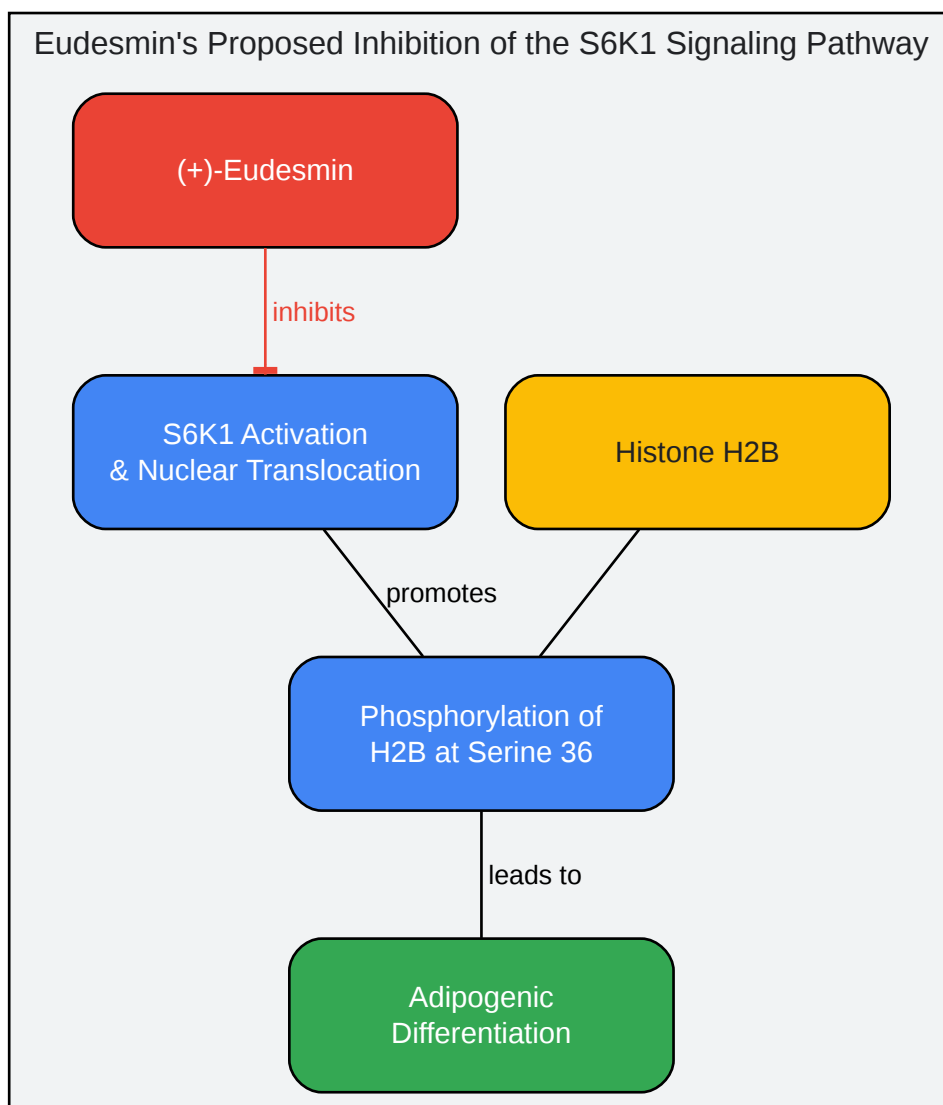 Eudesmin's Proposed Inhibition of the S6K1 Signaling Pathway
(+)-Eudesmin
inhibits
S6K1 Activation
& Nuclear Translocation
Histone H2B
promotes
Phosphorylation of
H2B at Serine 36
leads to
Adipogenic
Differentiation